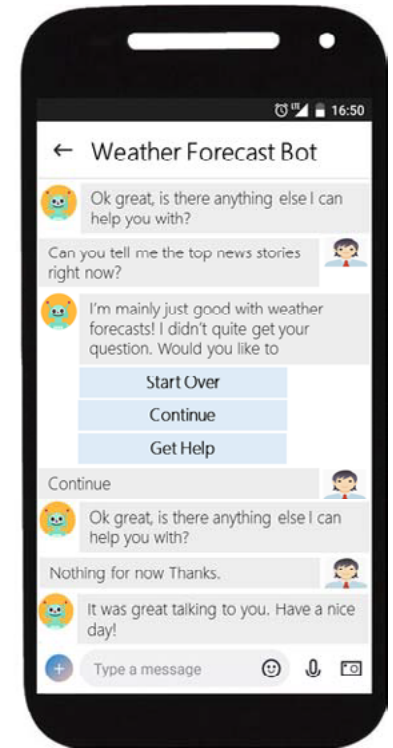 LTE 16:50
Weather Forecast Bot
Ok great, is there anything else I can
help you with?
Can you tell me the top news stories
right now?
I'm mainly just good with weather
forecasts! I didn't quite get your
question. Would you like to
Start Over
Continue
Get Help
Continue
Ok great, is there anything else I can
help you with?
Nothing for now Thanks.
It was great talking to you. Have a nice
day!
Type a message